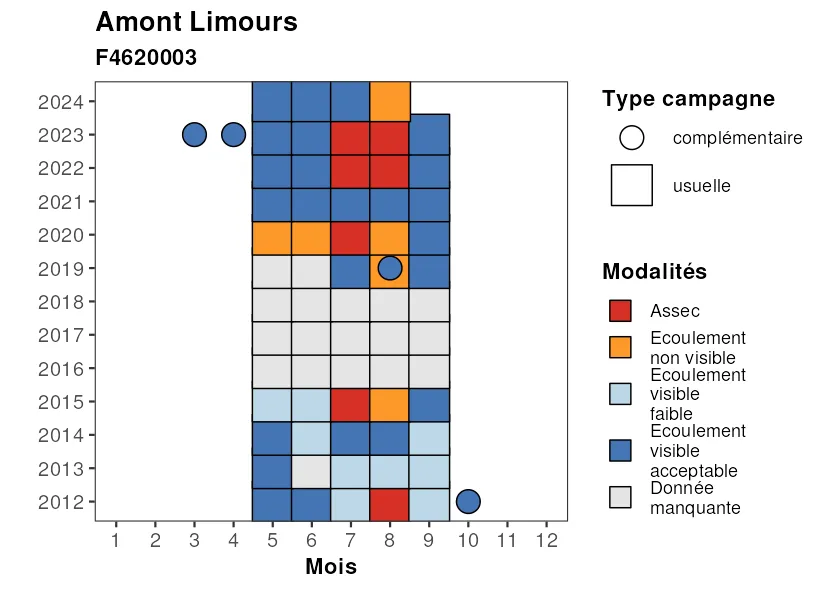 Amont Limours
F4620003
2024
2023
2022
2021
2020
2019
2018
2017
2016
2015
2014
2013
2012
1 2 3 4 5 6 7 8 9 10 11 12
Mois
Type campagne
complémentaire
usuelle
Modalités
Assec
Ecoulement
non visible
Ecoulement
visible
faible
Ecoulement
visible
acceptable
Donnée
manquante